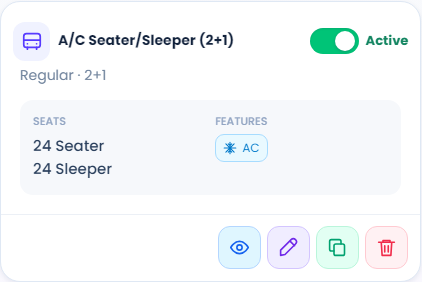 A/C Seater/Sleeper (2+1)
Active
Regular · 2+1
SEATS
FEATURES
24 Seater
AC
24 Sleeper